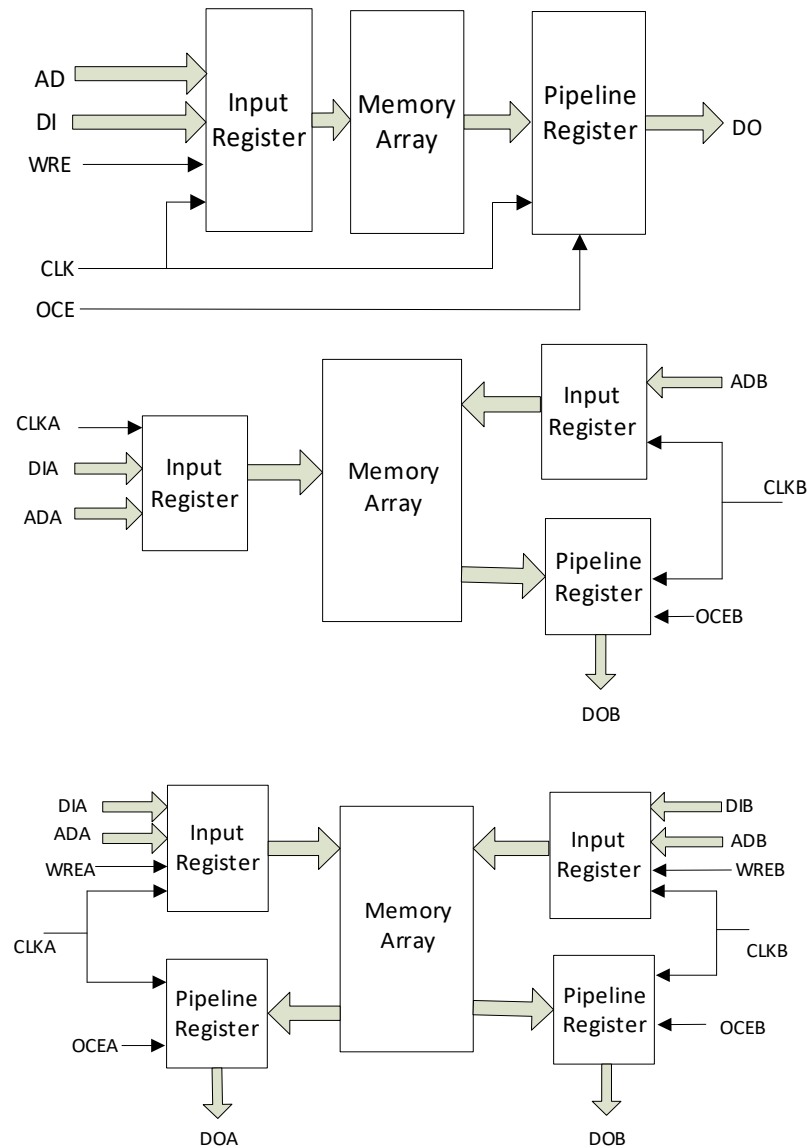 AD
DI
WRE
CLK
OCE
Input
Register
Memory
Array
Pipeline
Register
DO
CLKA
DIA
ADA
Input
Register
Memory
Array
Input
Register
ADB
CLKB
Pipeline
Register
OCEB
DOB
DIA
ADA
WREA
CLKA
OCEA
Input
Register
Pipeline
Register
DOA
Memory
Array
Input
Register
Pipeline
Register
DOB
DIB
ADB
WREB
CLKB
OCEB